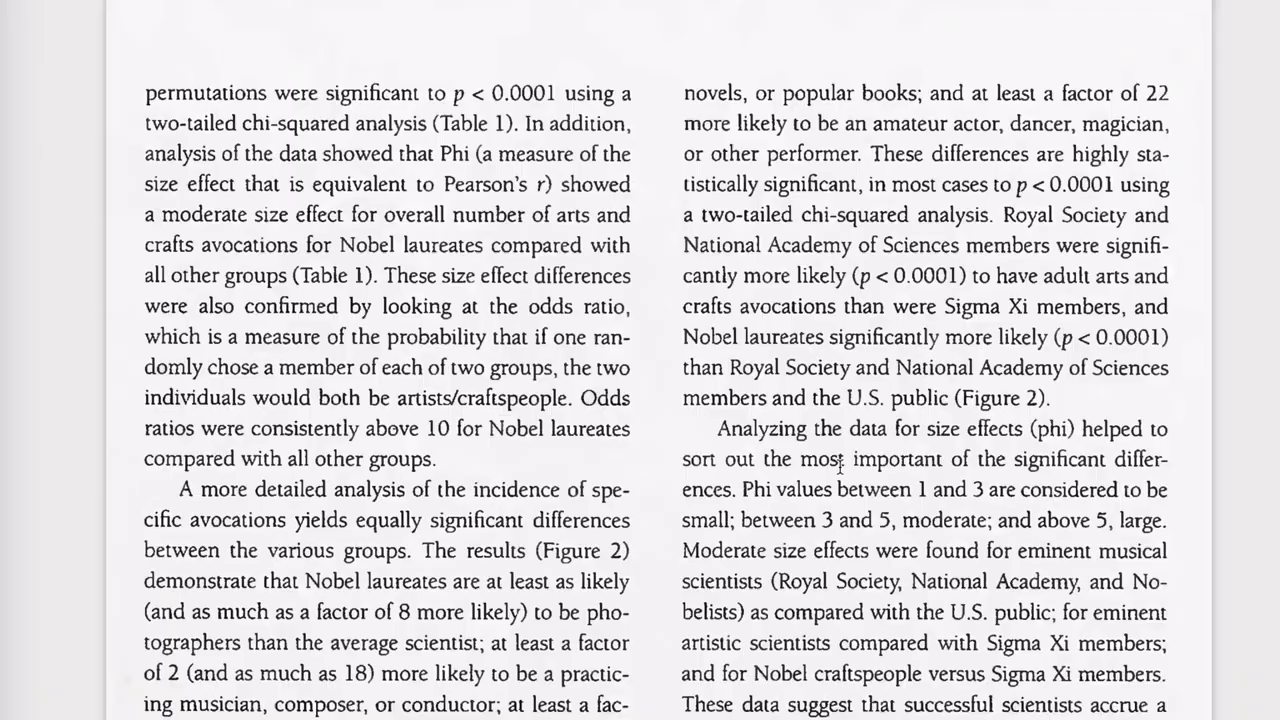 permutations were significant to p < 0.0001 using a
two-tailed chi-squared analysis (Table 1). In addition,
analysis of the data showed that Phi (a measure of the
size effect that is equivalent to Pearson's r) showed
a moderate size effect for overall number of arts and
crafts avocations for Nobel laureates compared with
all other groups (Table 1). These size effect differences
were also confirmed by looking at the odds ratio,
which is a measure of the probability that if one ran-
domly chose a member of each of two groups, the two
individuals would both be artists/craftspeople. Odds
ratios were consistently above 10 for Nobel laureates
compared with all other groups.
A more detailed analysis of the incidence of spe-
cific avocations yields equally significant differences
between the various groups. The results (Figure 2)
demonstrate that Nobel laureates are at least as likely
(and as much as a factor of 8 more likely) to be pho-
tographers than the average scientist; at least a factor
of 2 (and as much as 18) more likely to be a practic-
ing musician, composer, or conductor; at least a fac-
novels, or popular books; and at least a factor of 22
more likely to be an amateur actor, dancer, magician,
or other performer. These differences are highly sta-
tistically significant, in most cases to p < 0.0001 using
a two-tailed chi-squared analysis. Royal Society and
National Academy of Sciences members were signifi-
cantly more likely (p < 0.0001) to have adult arts and
crafts avocations than were Sigma Xi members, and
Nobel laureates significantly more likely (p < 0.0001)
than Royal Society and National Academy of Sciences
members and the U.S. public (Figure 2).
Analyzing the data for size effects (phi) helped to
sort out the most important of the significant differ-
ences. Phi values between 1 and 3 are considered to be
small; between 3 and 5, moderate; and above 5, large.
Moderate size effects were found for eminent musical
scientists (Royal Society, National Academy, and No-
belists) as compared with the U.S. public; for eminent
artistic scientists compared with Sigma Xi members;
and for Nobel craftspeople versus Sigma Xi members.
These data suggest that successful scientists accrue a